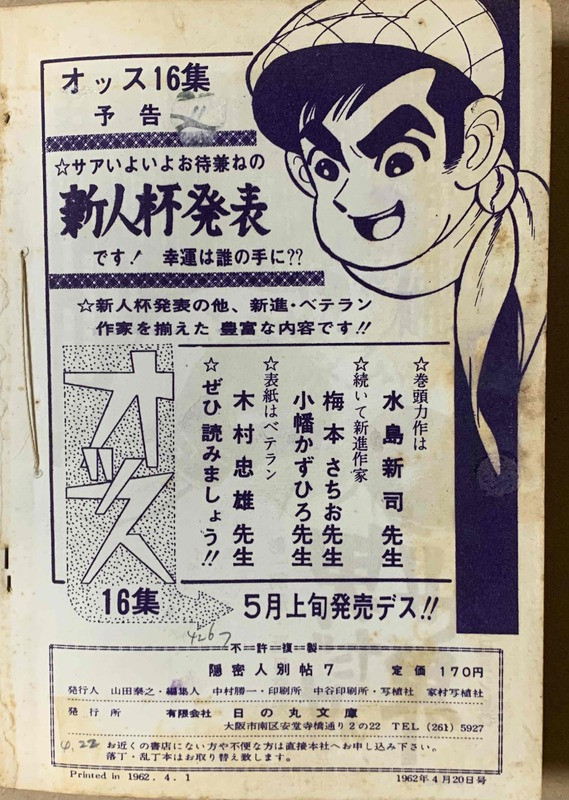 オッス16集
予告
☆サアいよいよお待兼ねの
新人杯発表
です! 幸運は誰の手に??
☆新人杯発表の他、新進・ベテラン
作家を揃えた 豊富な内容です!!
☆巻頭力作は
水島新司 先生
☆続いて新進作家
梅本 さちお先生
小幡かずひろ先生
☆表紙はベテラン
木村忠雄 先生
☆ぜひ読みましょう!!
オッス
16集
5月上旬発売デス!!
4267
不許複製
隠密人別帖7 定価 170円
発行人 山田泰之・編集人 中村勝一・印刷所 中谷印刷所・写植社 家村写植社
発行所 有限会社 日の丸文庫
大阪市南区安堂寺橋通り2の22 TEL (261) 5927
4.22
お近くの書店にない方や不便な方は直接本社へお申し込み下さい。
落丁・乱丁本はお取り替え致します。
Printed in 1962. 4. 1
1962年4月20日号